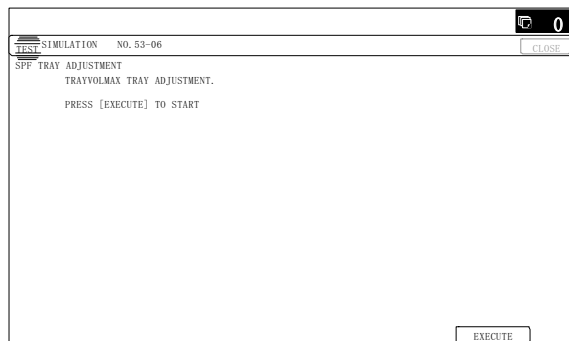 0
TEST SIMULATION NO.53-06
CLOSE
SPF TRAY ADJUSTMENT
TRAYVOLMAX TRAY ADJUSTMENT.
PRESS [EXECUTE] TO START
EXECUTE